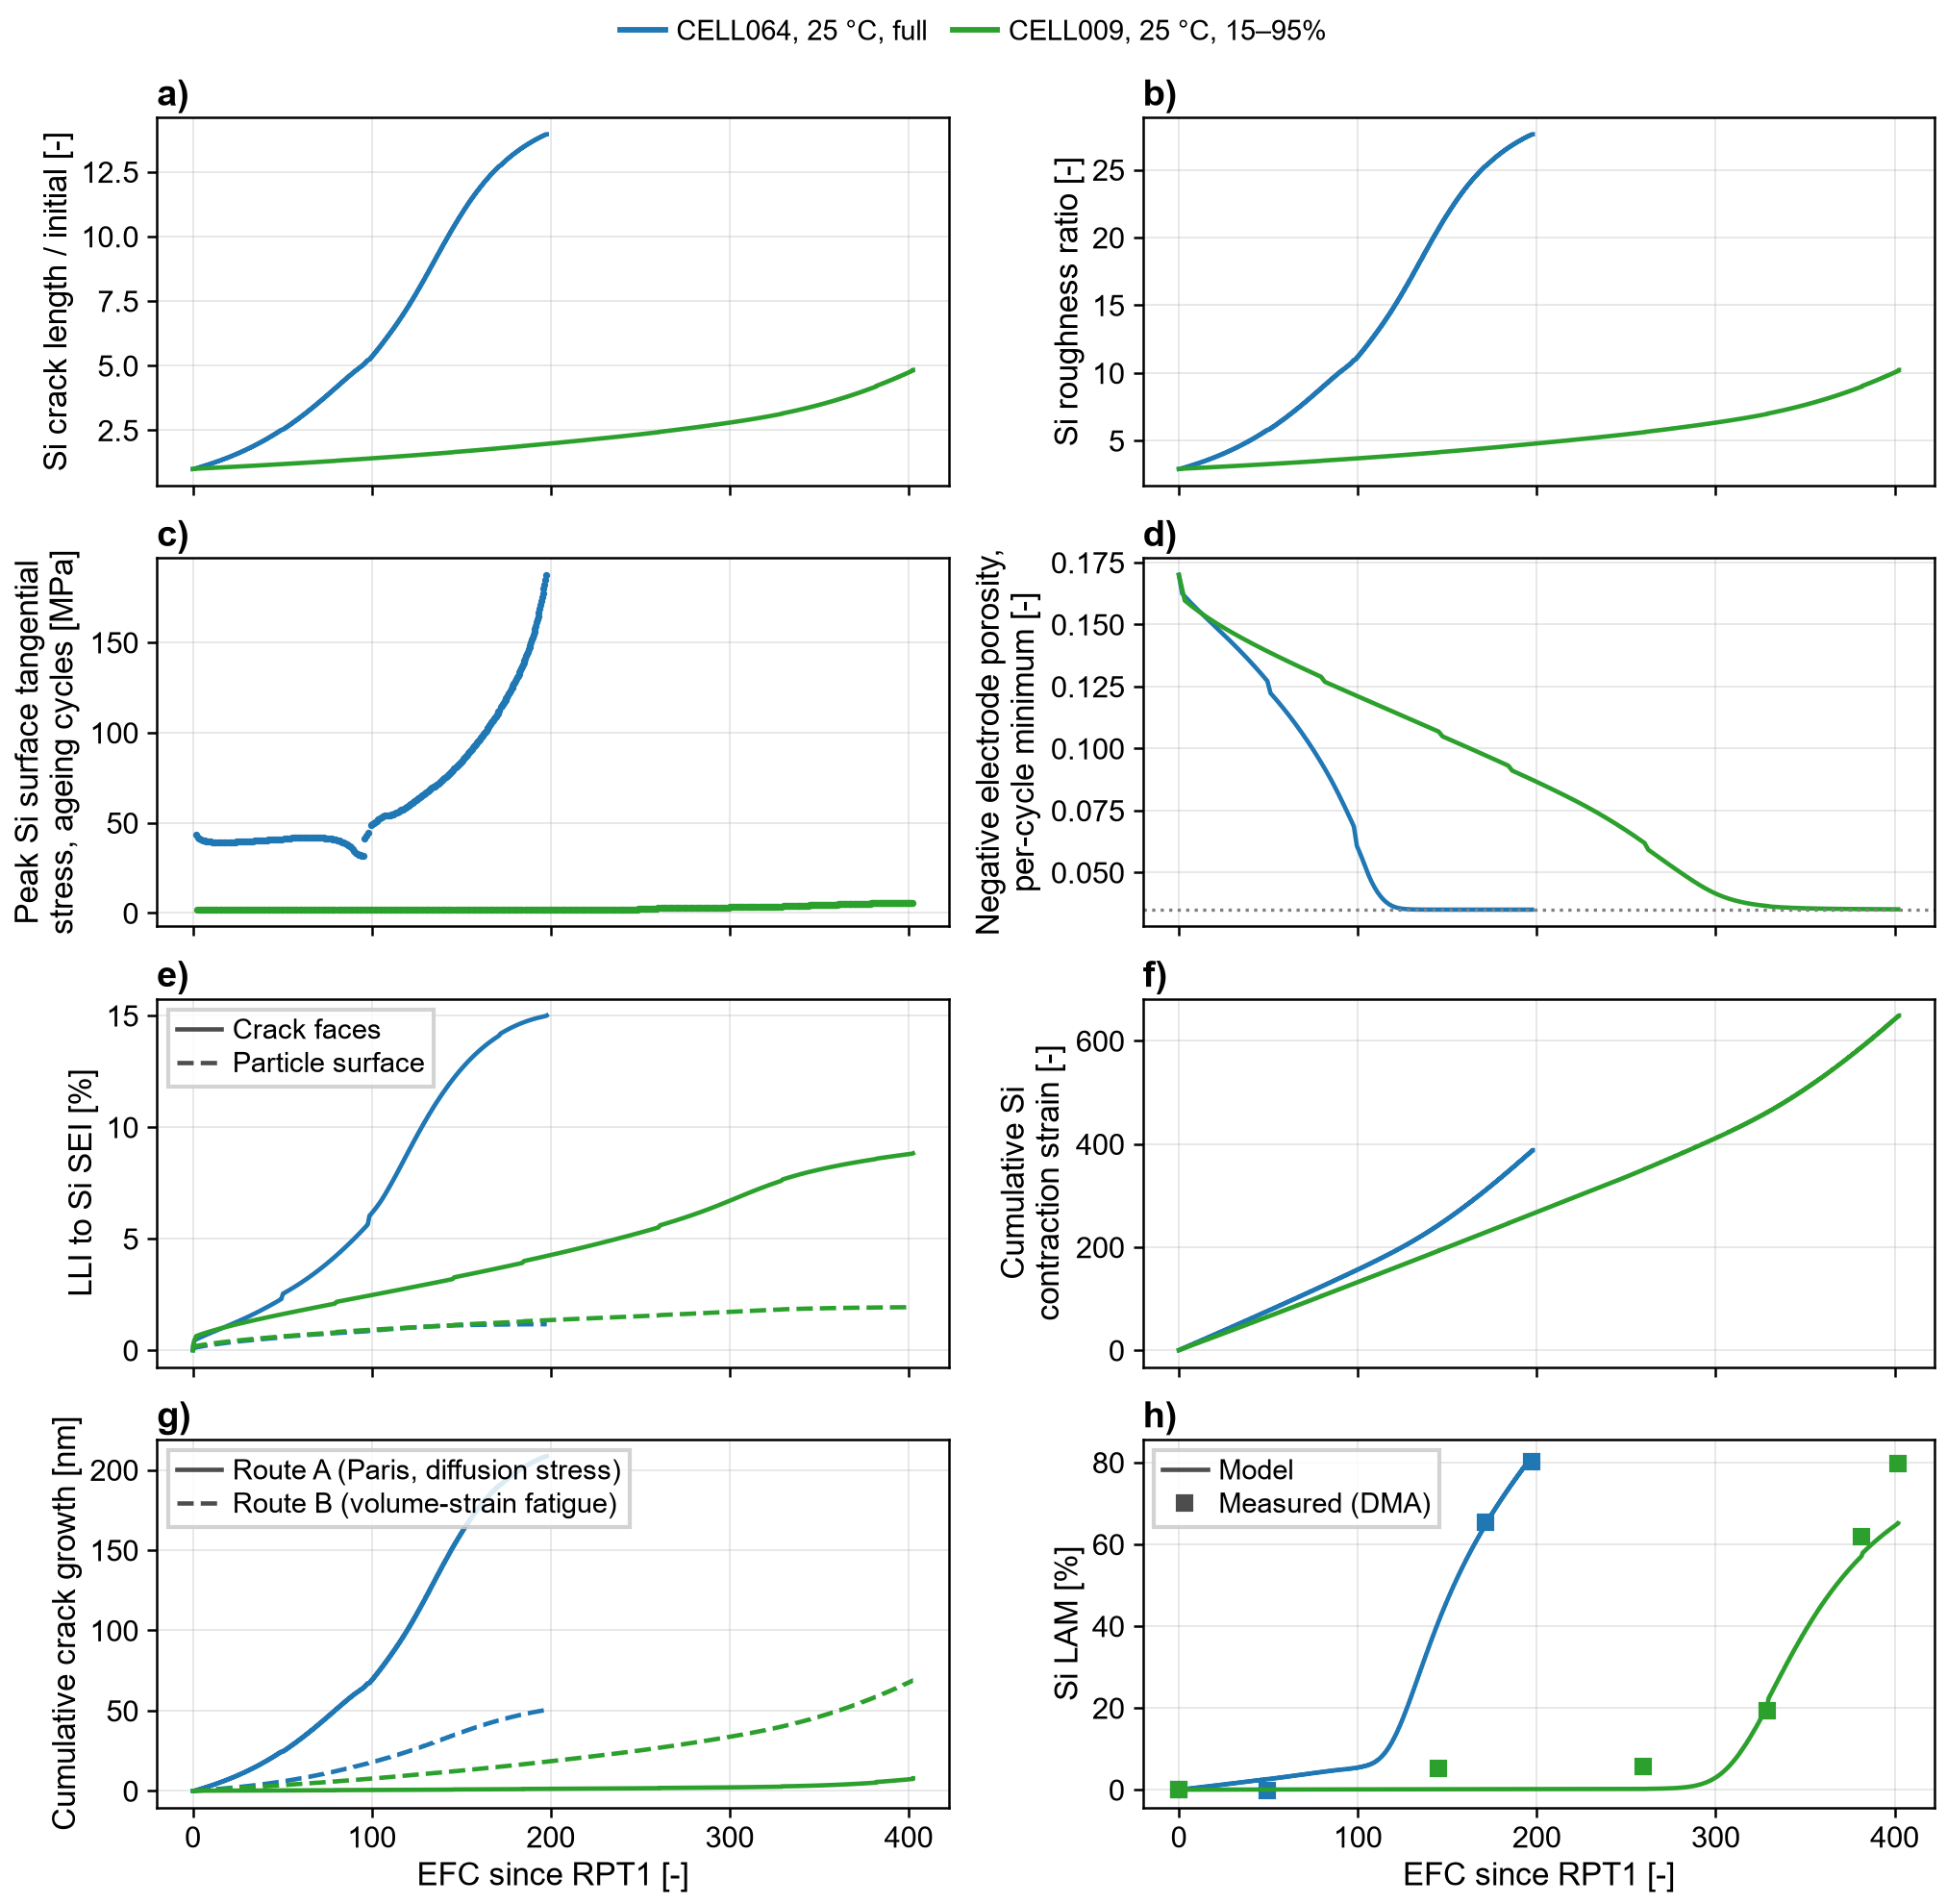 CELL064, 25 °C, full
CELL009, 25 °C, 15–95%
a)
Si crack length / initial [-]
12.5
10.0
7.5
5.0
2.5
b)
Si roughness ratio [-]
25
20
15
10
5
c)
Peak Si surface tangential
stress, ageing cycles [MPa]
150
100
50
0
d)
Negative electrode porosity,
per-cycle minimum [-]
0.175
0.150
0.125
0.100
0.075
0.050
e)
LLI to Si SEI [%]
15
10
5
0
Crack faces
Particle surface
f)
Cumulative Si
contraction strain [-]
600
400
200
0
g)
Cumulative crack growth [nm]
200
150
100
50
0
Route A (Paris, diffusion stress)
Route B (volume-strain fatigue)
0
100
200
300
400
EFC since RPT1 [-]
h)
Si LAM [%]
80
60
40
20
0
Model
Measured (DMA)
0
100
200
300
400
EFC since RPT1 [-]